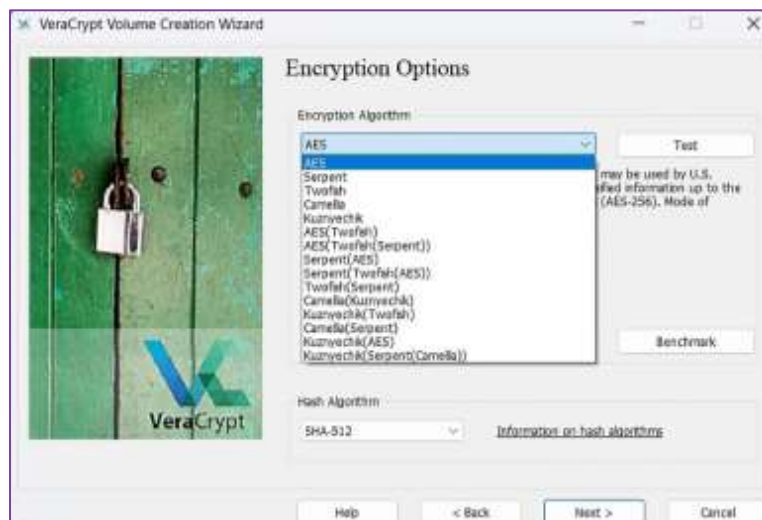 VeraCrypt Volume Creation Wizard
Encryption Options
Encryption Algorithm
AES
Test
AES
Serpent
Twofish
Camellia
Kuznyechik
AES(Twofish)
AES(Twofish(Serpent))
Serpent(AES)
Serpent(Twofish(AES))
Twofish(Serpent)
Camellia(Kuznyechik)
Kuznyechik(Twofish)
Camellia(Serpent)
Kuznyechik(AES)
Kuznyechik(Serpent(Camellia))
may be used by U.S.
information up to the
(AES-256). Mode of
Benchmark
VeraCrypt
Hash Algorithm
SHA-512
Information on hash algorithms
Help
< Back
Next >
Cancel